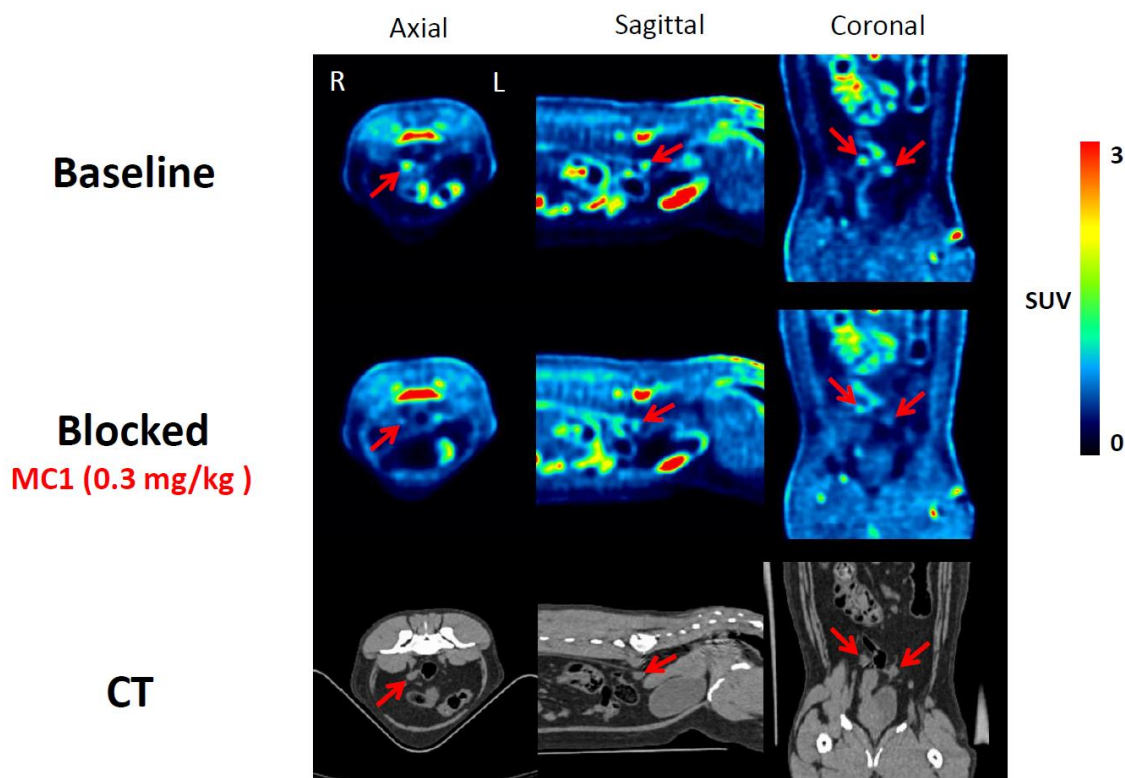 Axial Sagittal Coronal
R L
Baseline
3
SUV
0
Blocked
MC1 (0.3 mg/kg )
CT